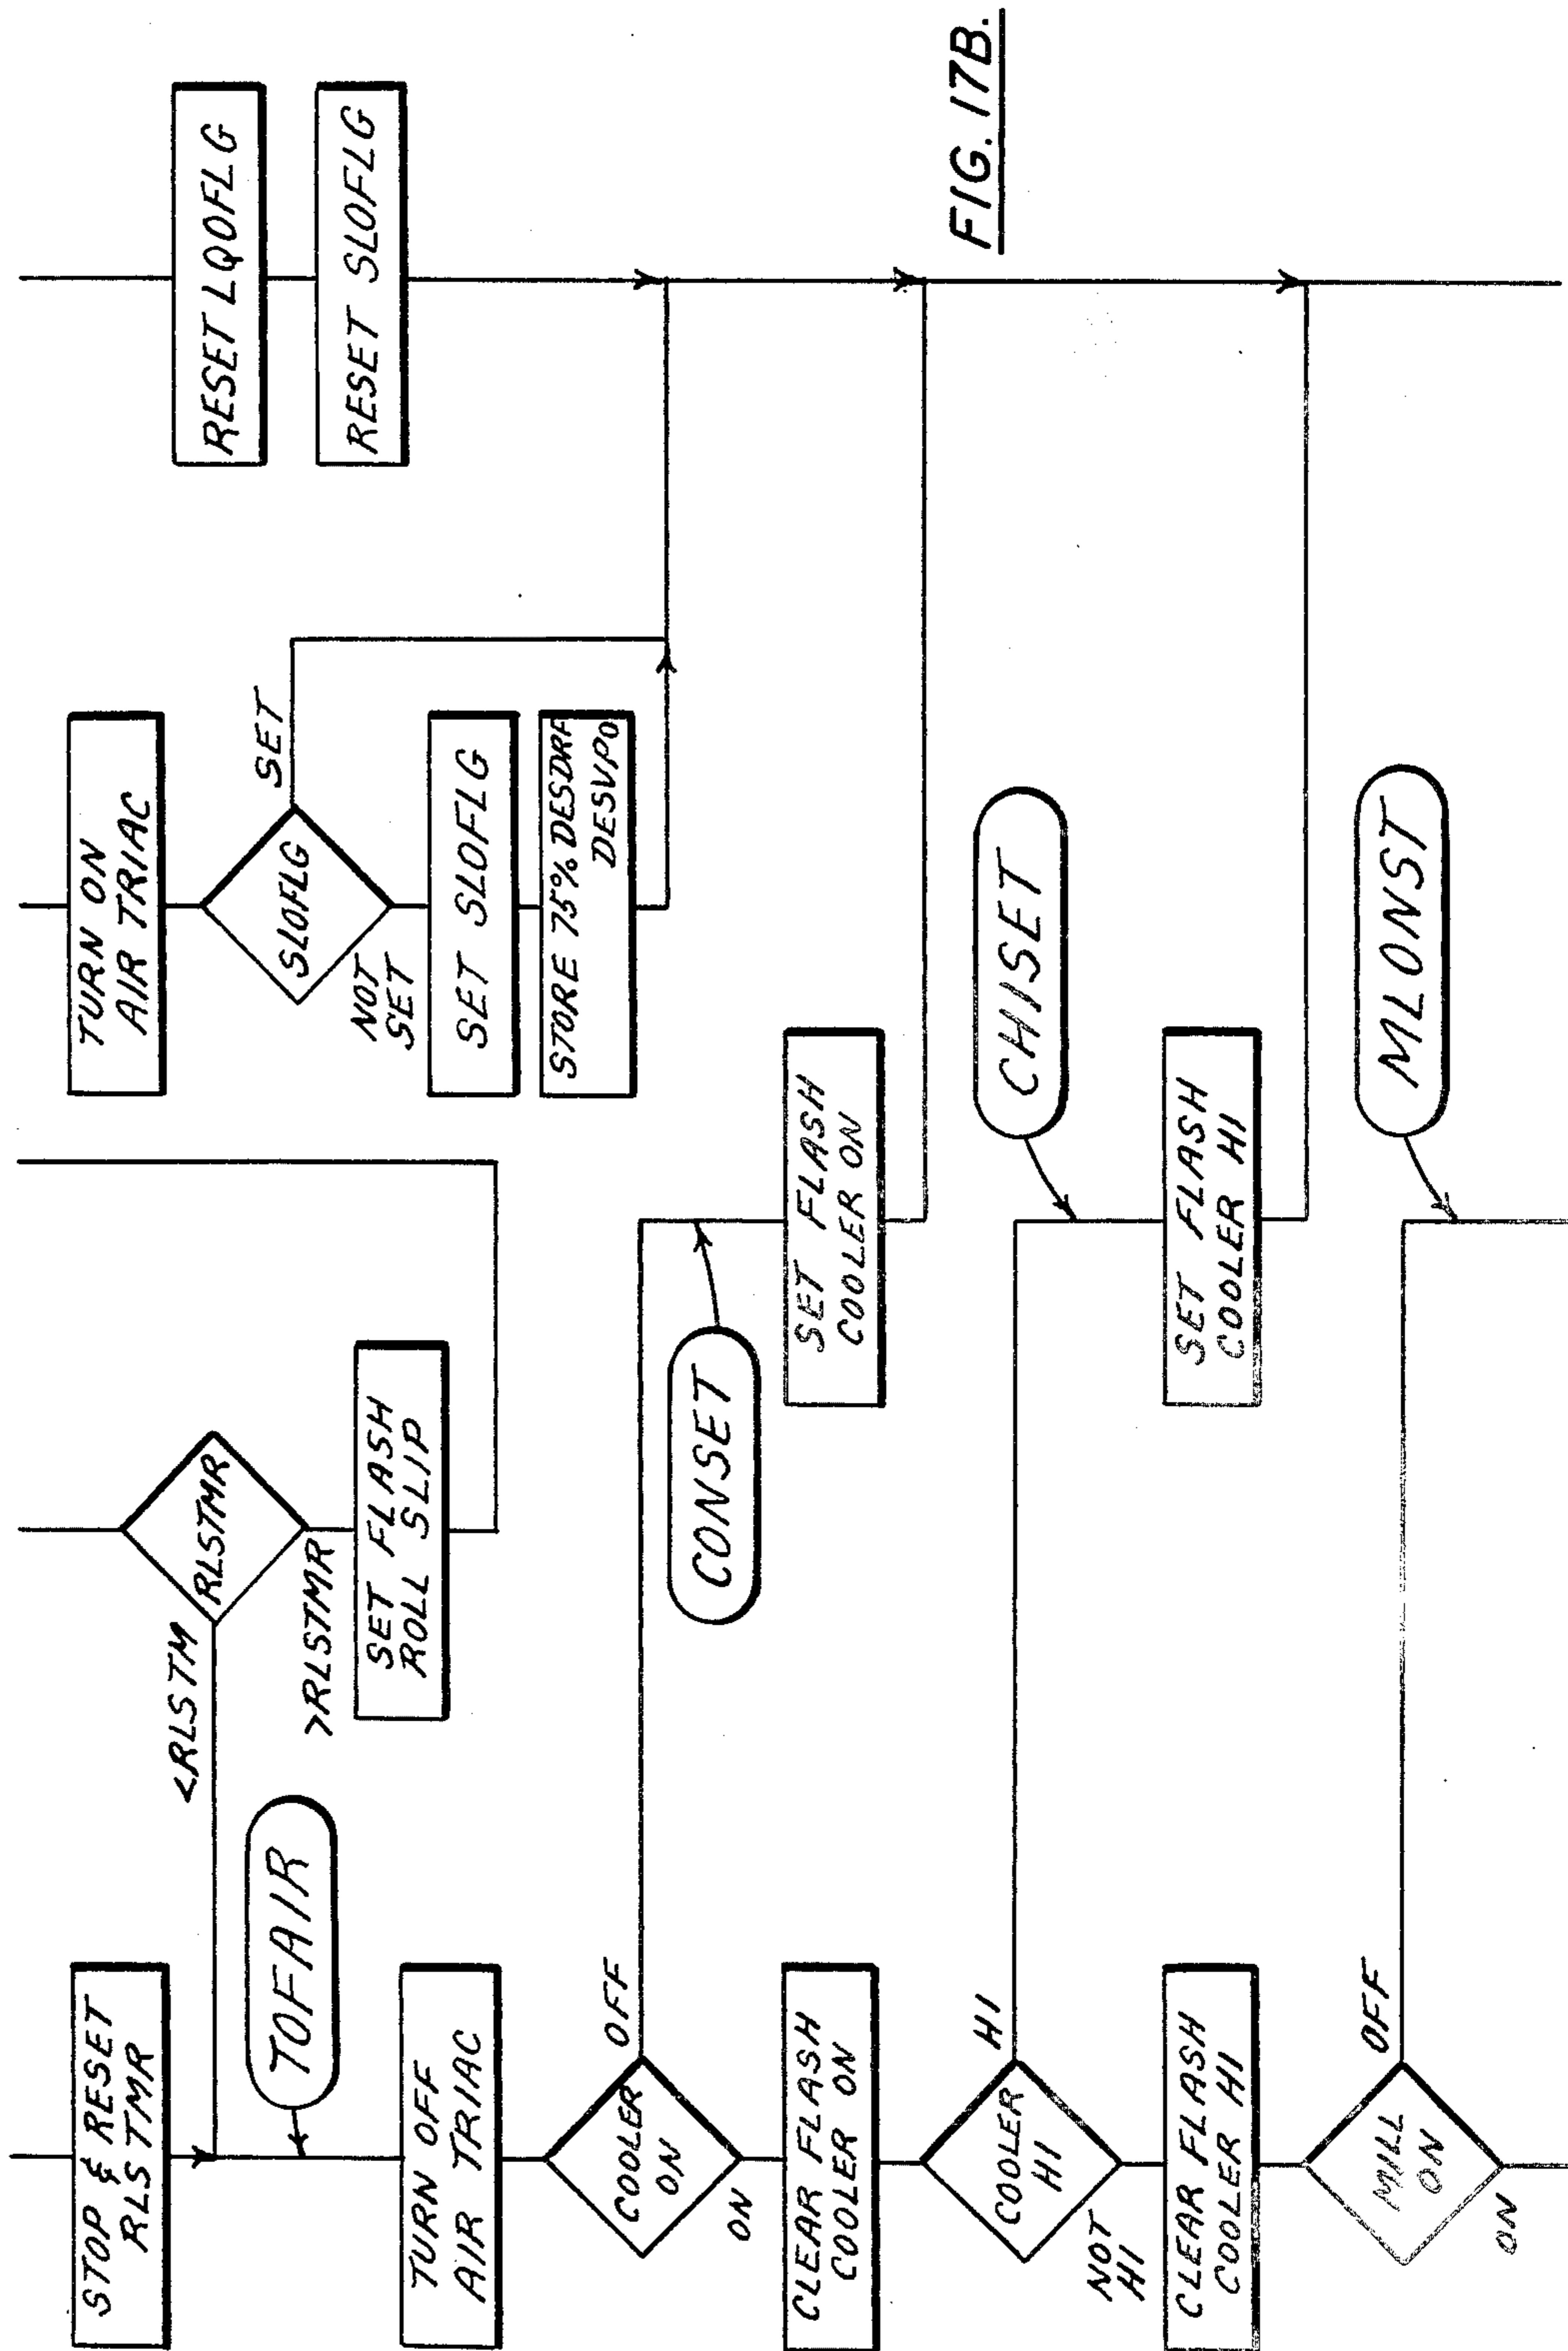 STOP & RESET
RLS TMR
<RLSTM
RLSTMR
>RLSTMR
SET FLASH
ROLL SLIP
TOFAIR
TURN OFF
AIR TRIAC
TURN ON
AIR TRIAC
SLOFLG
SET
NOT
SET
SET SLOFLG
STORE 75% DESDRF
DESVPO
RESET LQOFLG
RESET SLOFLG
COOLER
ON
OFF
ON
CONSET
CLEAR FLASH
COOLER ON
SET FLASH
COOLER ON
COOLER
HI
HI
NOT
HI
CHISET
CLEAR FLASH
COOLER HI
SET FLASH
COOLER HI
MILL
ON
OFF
ON
MLONST
FIG. 17B.